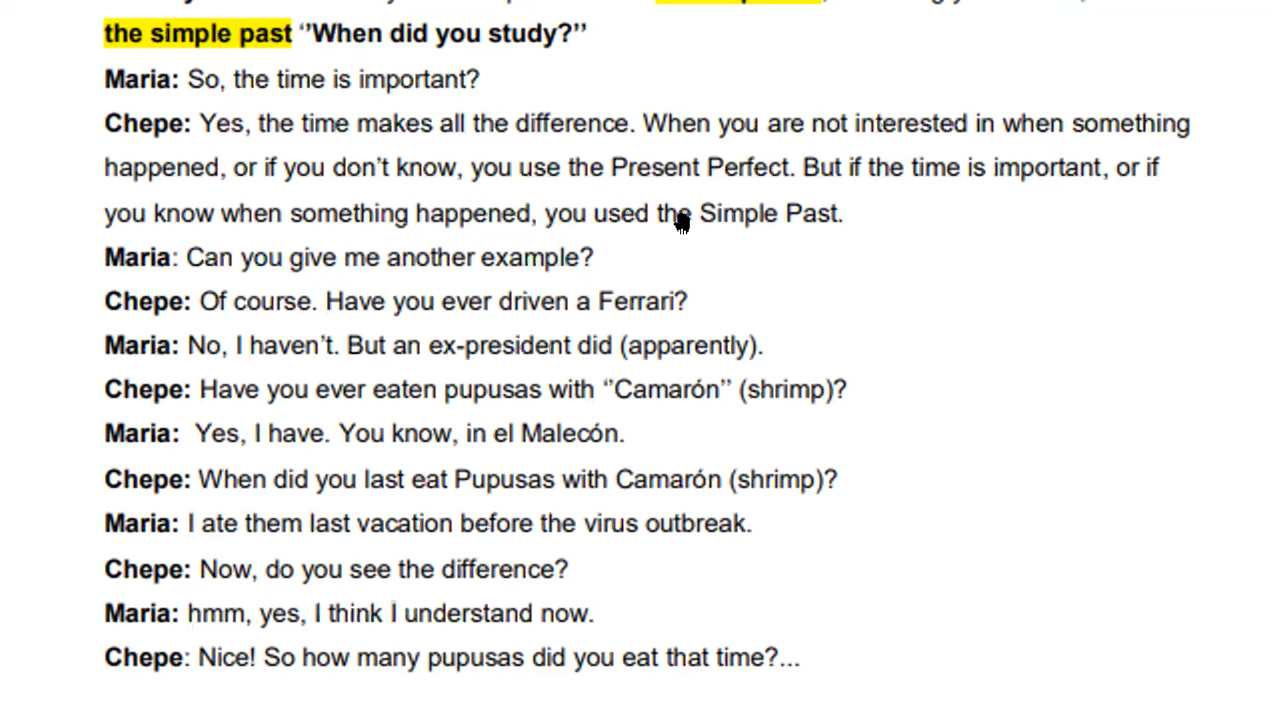 the simple past ‘’When did you study?’’
Maria: So, the time is important?
Chepe: Yes, the time makes all the difference. When you are not interested in when something
happened, or if you don’t know, you use the Present Perfect. But if the time is important, or if
you know when something happened, you used the Simple Past.
Maria: Can you give me another example?
Chepe: Of course. Have you ever driven a Ferrari?
Maria: No, I haven’t. But an ex-president did (apparently).
Chepe: Have you ever eaten pupusas with ‘’Camarón’’ (shrimp)?
Maria: Yes, I have. You know, in el Malecón.
Chepe: When did you last eat Pupusas with Camarón (shrimp)?
Maria: I ate them last vacation before the virus outbreak.
Chepe: Now, do you see the difference?
Maria: hmm, yes, I think I understand now.
Chepe: Nice! So how many pupusas did you eat that time?...